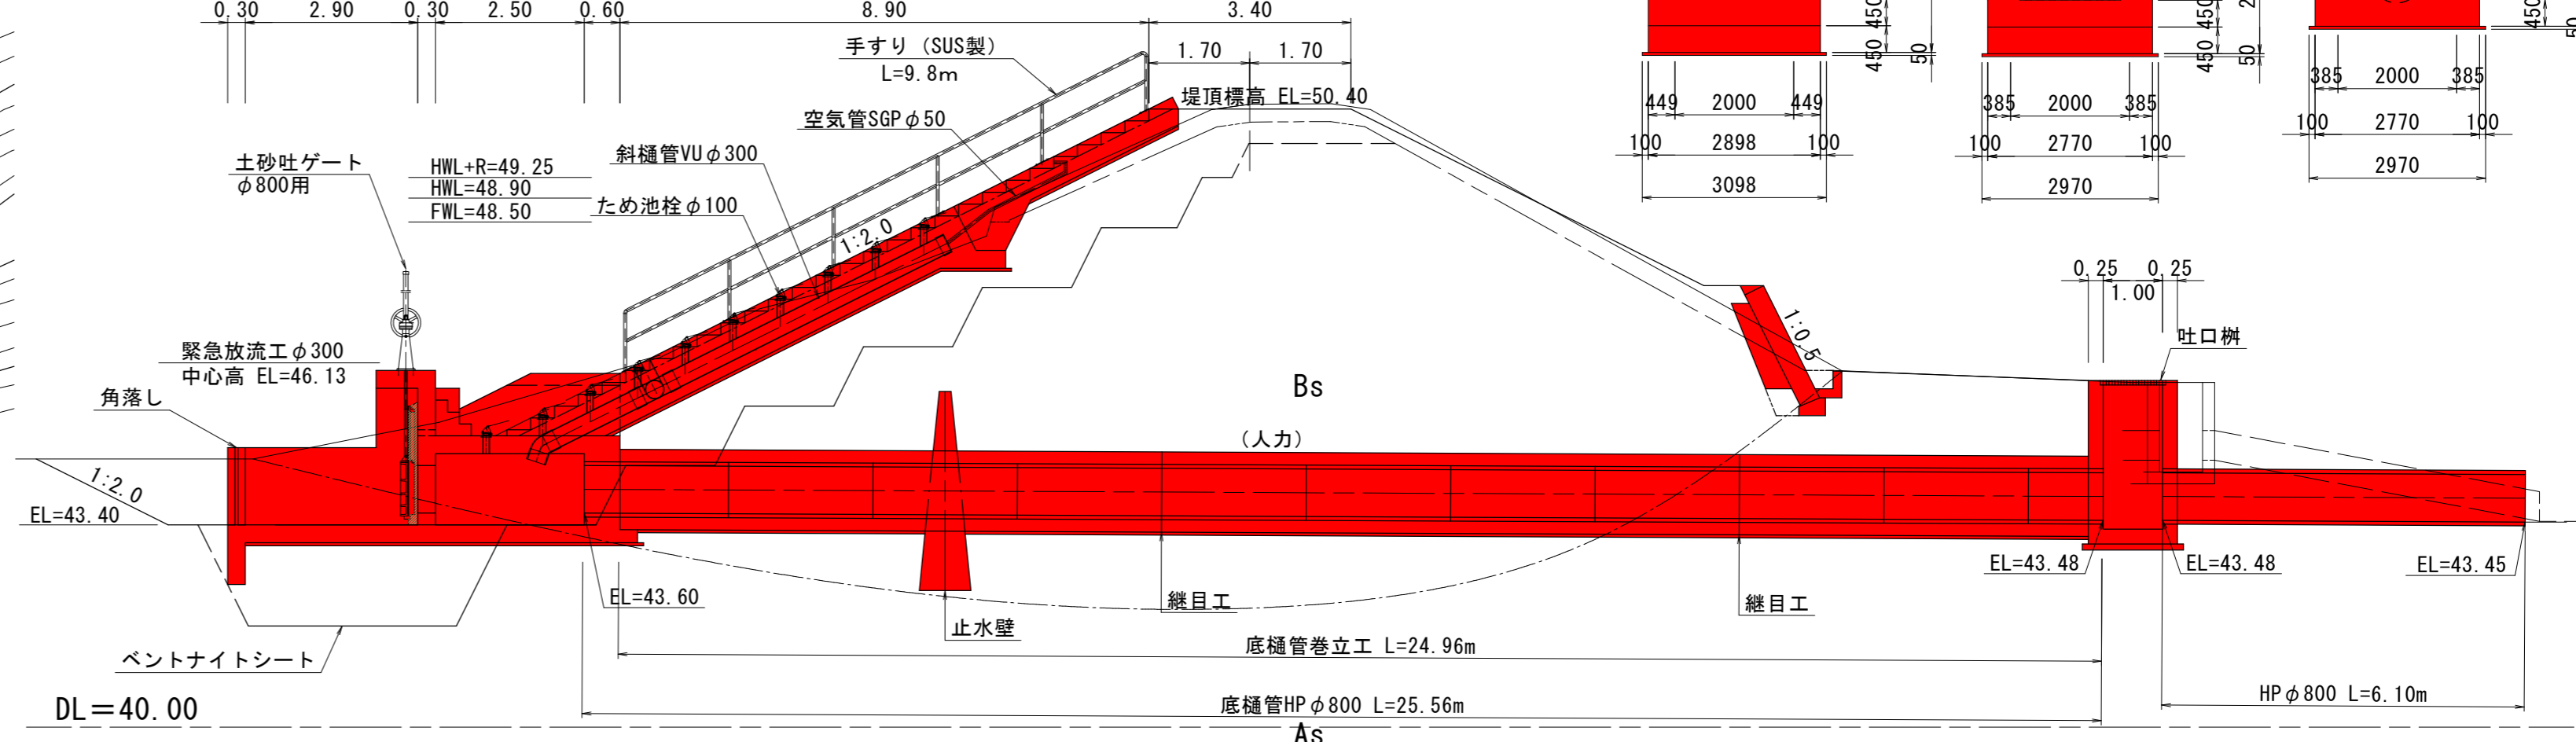 0.30 2.90 0.30 2.50 0.60 8.90 3.40
1.70 1.70
手すり（SUS製）
L=9.8m
堤頂標高 EL=50.40
空気管SGPφ50
斜樋管VUφ300
ため池栓φ100
土砂吐ゲート
φ800用
HWL+R=49.25
HWL=48.90
FWL=48.50
1:2.0
緊急放流工φ300
中心高 EL=46.13
角落し
1:2.0
EL=43.40
ベントナイトシート
EL=43.60
止水壁
継目工
継目工
Bs
（人力）
1:0.5
0.25 0.25
1.00
吐口桝
EL=43.48
EL=43.48
EL=43.45
底樋管巻立工 L=24.96m
底樋管HPφ800 L=25.56m
HPφ800 L=6.10m
DL＝40.00
As
450
450
50
449 2000 449
100 2898 100
3098
450
450
50
385 2000 385
100 2770 100
2970
450
385 2000 385
100 2770 100
2970